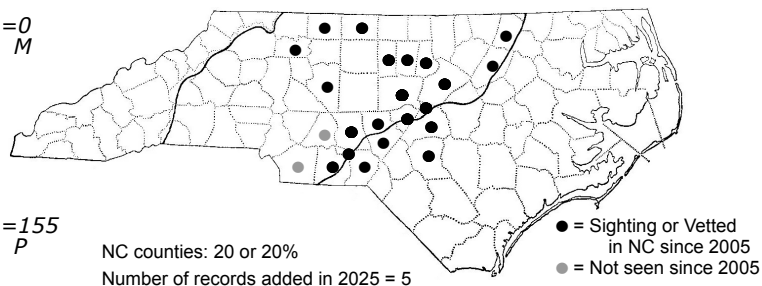 =0
M
=155
P
NC counties: 20 or 20%
Number of records added in 2025 = 5
= Sighting or Vetted
in NC since 2005
= Not seen since 2005